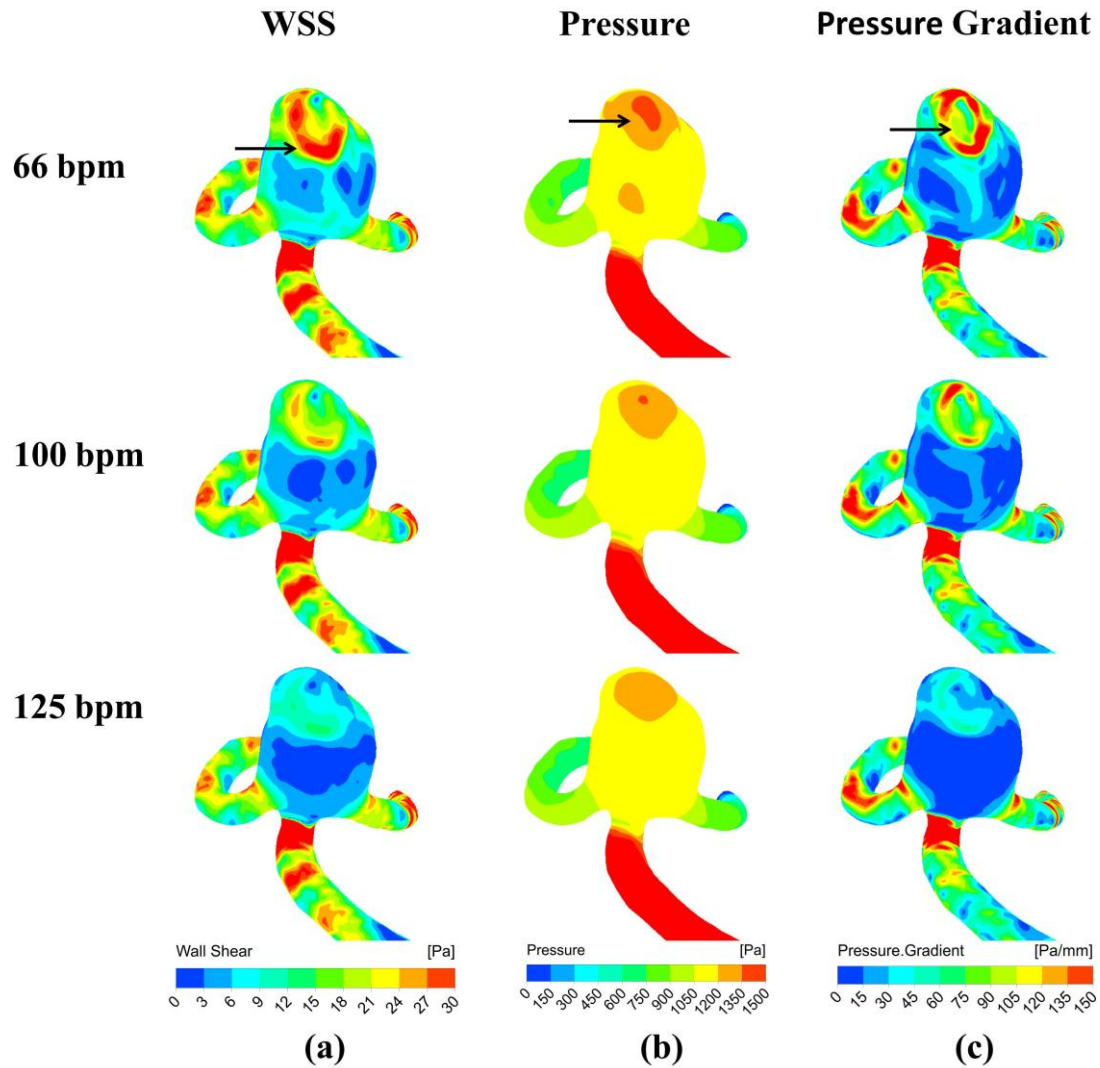 WSS Pressure Pressure Gradient
66 bpm
100 bpm
125 bpm
Wall Shear [Pa] Pressure [Pa] Pressure.Gradient [Pa/mm]
0 3 6 9 12 15 18 21 24 27 30 0 150 300 450 600 750 900 1050 1200 1350 1500 0 15 30 45 60 75 90 105 120 135 150
(a) (b) (c)